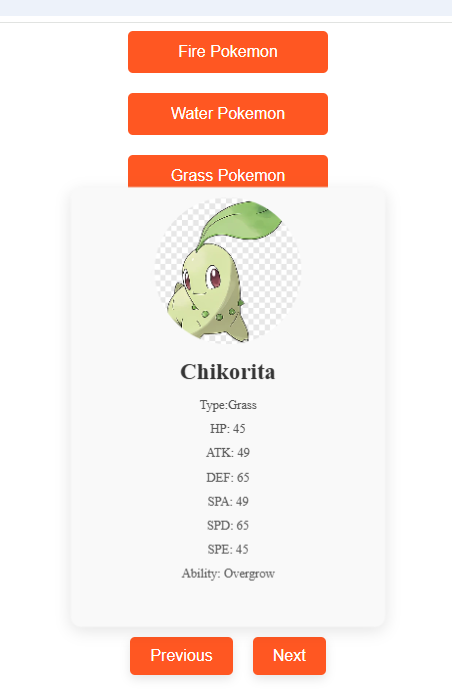 Fire Pokemon
Water Pokemon
Grass Pokemon
Chikorita
Type:Grass
HP: 45
ATK: 49
DEF: 65
SPA: 49
SPD: 65
SPE: 45
Ability: Overgrow
Previous
Next